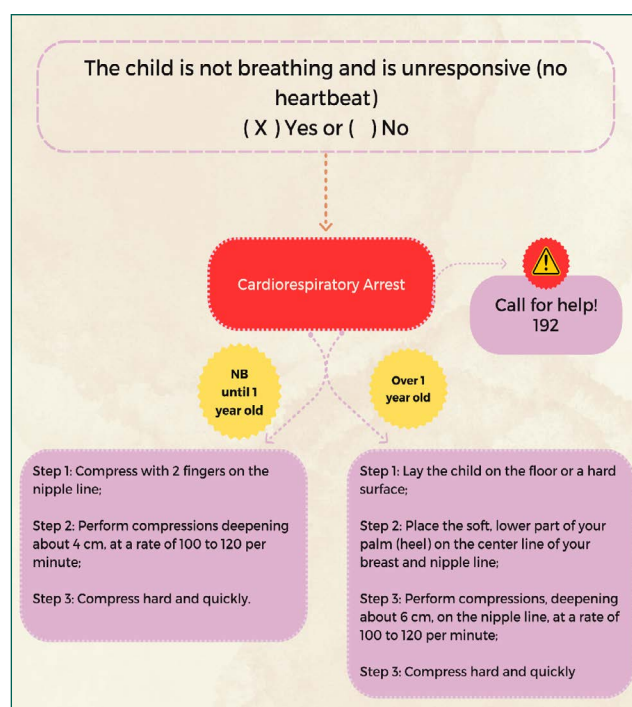 The child is not breathing and is unresponsive (no
heartbeat)
( X ) Yes or (  ) No
Cardiorespiratory Arrest
Call for help!
192
NB
until 1
year old
Over 1
year old
Step 1: Compress with 2 fingers on the
nipple line;
Step 2: Perform compressions deepening
about 4 cm, at a rate of 100 to 120 per
minute;
Step 3: Compress hard and quickly.
Step 1: Lay the child on the floor or a hard
surface;
Step 2: Place the soft, lower part of your
palm (heel) on the center line of your
breast and nipple line;
Step 3: Perform compressions, deepening
about 6 cm, on the nipple line, at a rate of
100 to 120 per minute;
Step 3: Compress hard and quickly